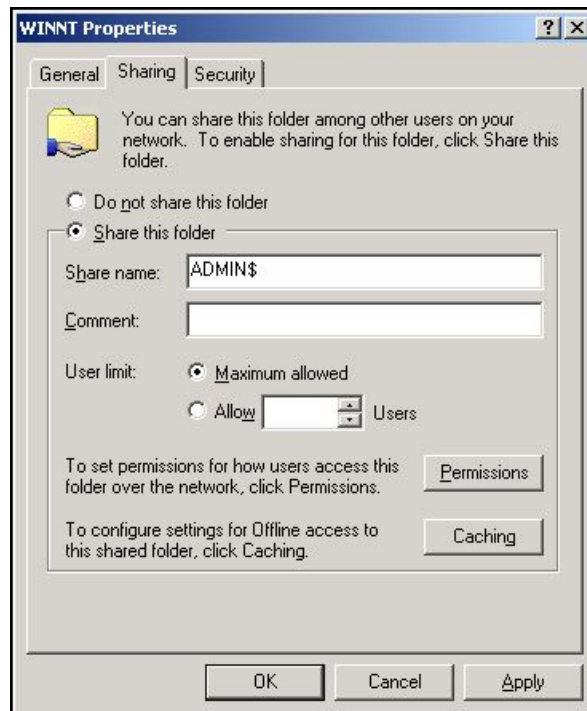 WINNT Properties
General Sharing Security
You can share this folder among other users on your
network. To enable sharing for this folder, click Share this
folder.
Do not share this folder
Share this folder
Share name: ADMIN$
Comment:
User limit: Maximum allowed
Allow Users
To set permissions for how users access this
folder over the network, click Permissions.
Permissions
To configure settings for Offline access to
this shared folder, click Caching.
Caching
OK Cancel Apply